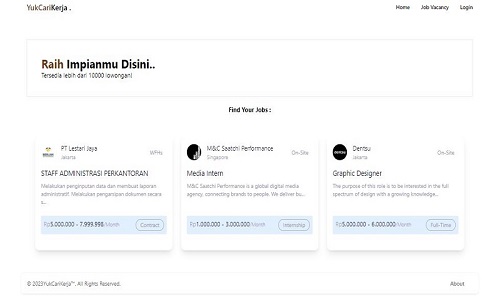 YukCariKerja .
Home Job Vacancy Login
Raih Impianmu Disini..
Tersedia lebih dari 10000 lowongan!
Find Your Jobs :
PT Lestari Jaya
Jakarta
WFHs
STAFF ADMINISTRASI PERKANTORAN
Melakukan penginputan data dan membuat laporan
administratif. Melakukan pengarsipan dokumen secara
s...
Rp5.000.000 - 7.999.998/Month
Contract
M&C Saatchi Performance
Singapore
On-Site
Media Intern
M&C Saatchi Performance is a global digital media
agency, connecting brands to people. We deliver bu...
Rp1.000.000 - 3.000.000/Month
Internship
dentsu
Dentsu
Jakarta
On-Site
Graphic Designer
The purpose of this role is to be interested in the full
spectrum of design with a growing knowledge...
Rp5.000.000 - 6.000.000/Month
Full-Time
© 2023YukCariKerja™. All Rights Reserved.
About